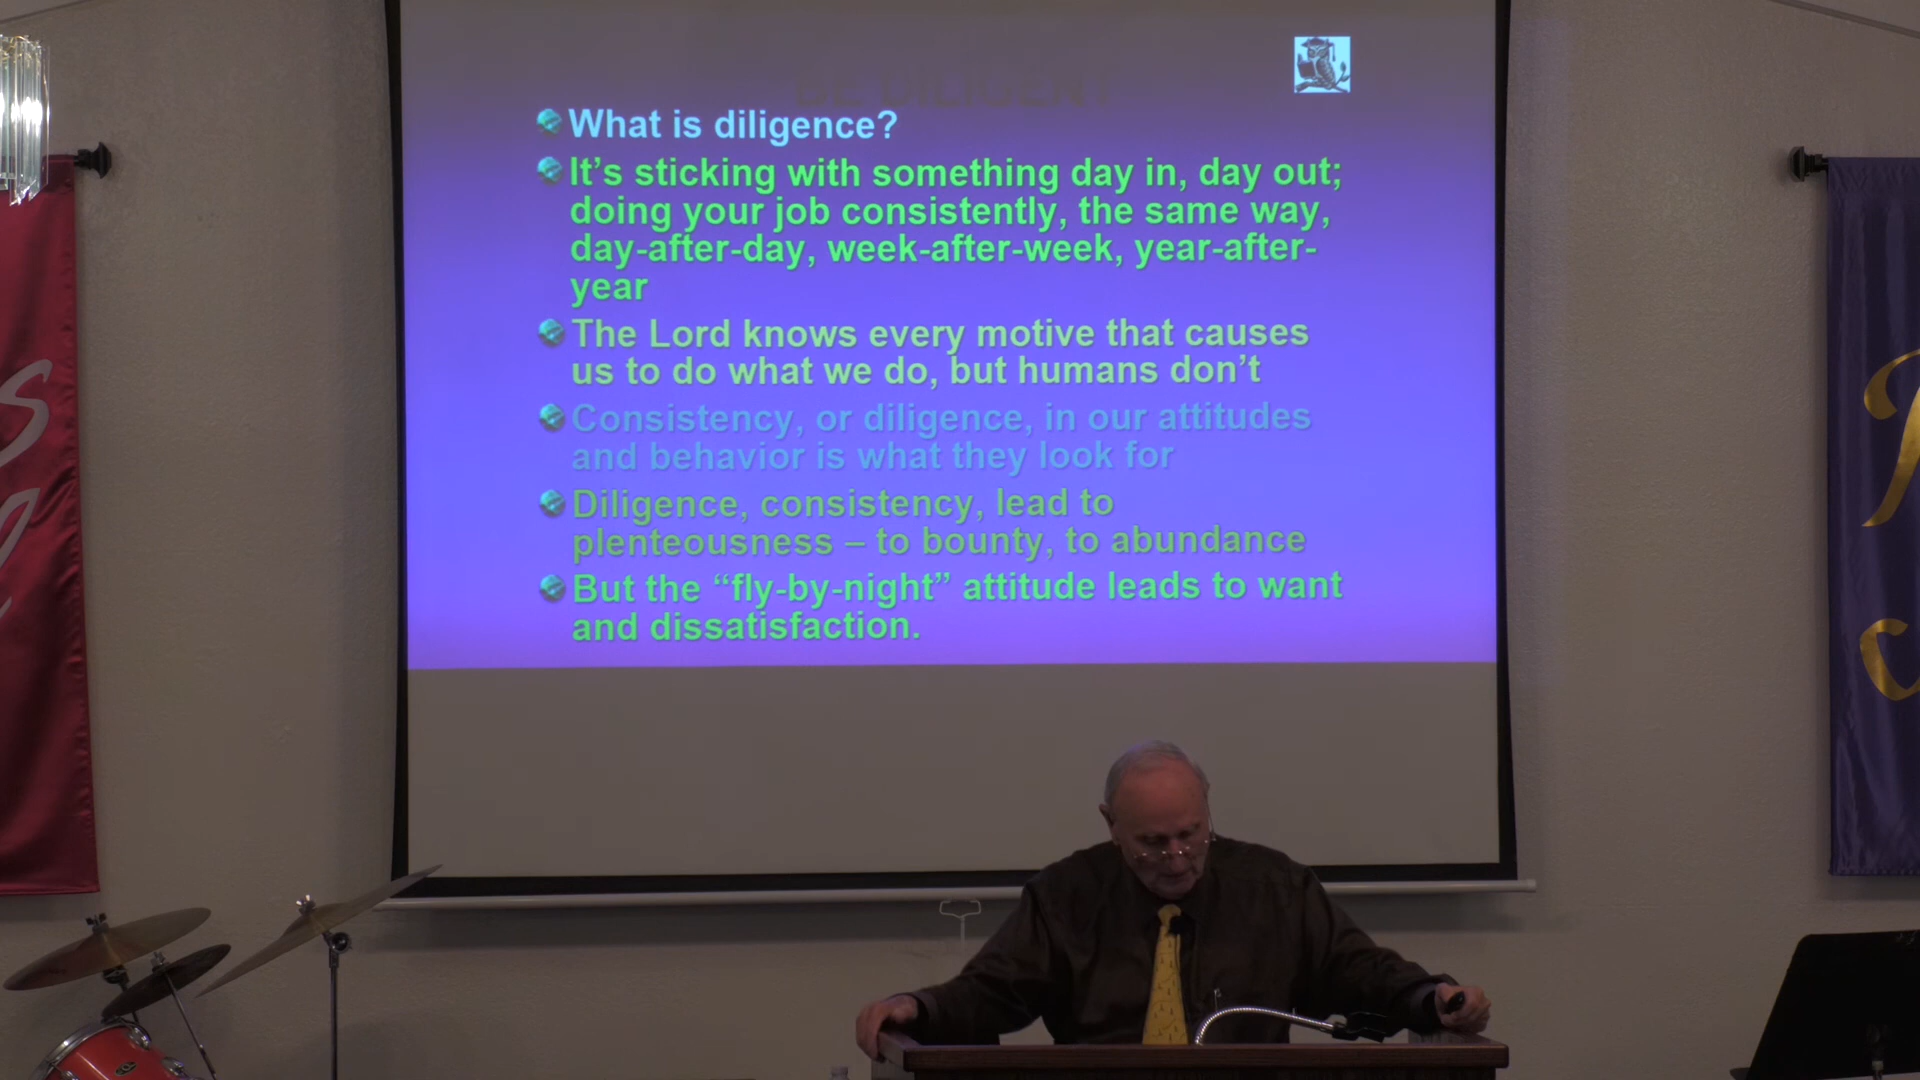 BE DILIGENT
What is diligence?
It’s sticking with something day in, day out;
doing your job consistently, the same way,
day-after-day, week-after-week, year-after-
year
The Lord knows every motive that causes
us to do what we do, but humans don’t
Consistency, or diligence, in our attitudes
and behavior is what they look for
Diligence, consistency, lead to
plenteousness – to bounty, to abundance
But the “fly-by-night” attitude leads to want
and dissatisfaction.